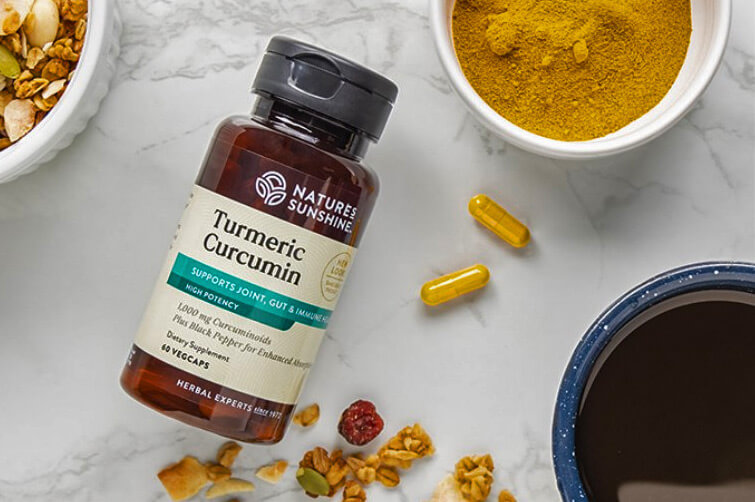 NATURE'S
SUNSHINE
Turmeric
Curcumin
NEW
LOOK!
SUPPORTS JOINT, GUT & IMMUNE
HIGH POTENCY
1,000 mg Curcuminoids
Plus Black Pepper for Enhanced
Dietary Supplement
60 VEGCAPS
HERBAL EXPERTS since 1972